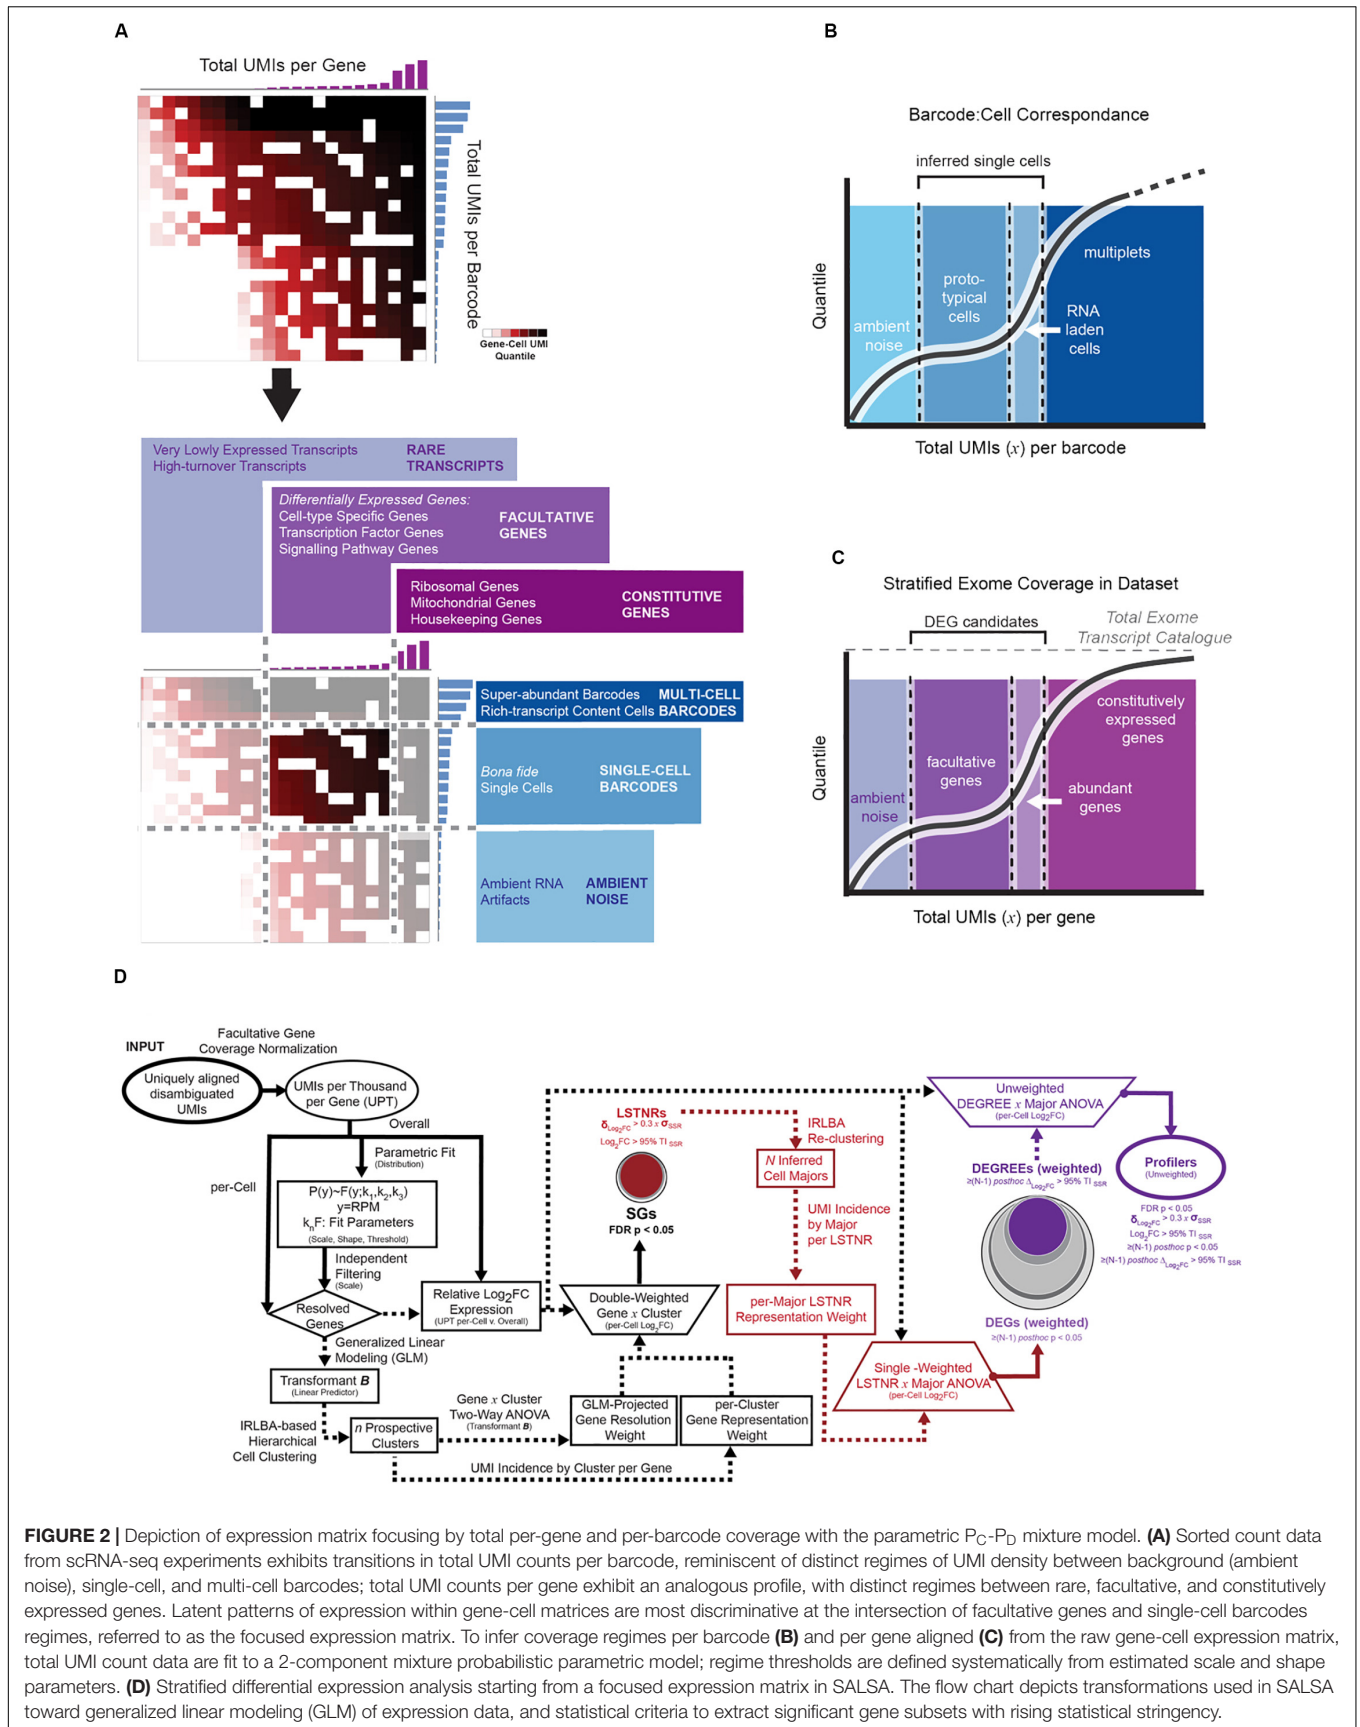 A
Total UMIs per Gene
Total UMIs per Barcode
Gene-Cell UMI
Quantile
Very Lowly Expressed Transcripts
High-turnover Transcripts
RARE
TRANSCRIPTS
Differentially Expressed Genes:
Cell-type Specific Genes
Transcription Factor Genes
Signalling Pathway Genes
FACULTATIVE
GENES
Ribosomal Genes
Mitochondrial Genes
Housekeeping Genes
CONSTITUTIVE
GENES
Super-abundant Barcodes
Rich-transcript Content Cells
MULTI-CELL
BARCODES
Bona fide
Single Cells
SINGLE-CELL
BARCODES
Ambient RNA
Artifacts
AMBIENT
NOISE
B
Barcode:Cell Correspondance
inferred single cells
Quantile
ambient
noise
proto-
typical
cells
RNA
laden
cells
multiplets
Total UMIs (x) per barcode
C
Stratified Exome Coverage in Dataset
DEG candidates
Total Exome
Transcript Catalogue
Quantile
ambient
noise
facultative
genes
constitutively
expressed
genes
abundant
genes
Total UMIs (x) per gene
D
INPUT
Facultative Gene
Coverage Normalization
Uniquely aligned
disambiguated
UMIs
UMIs per Thousand
per Gene (UPT)
Overall
per-Cell
Parametric Fit
(Distribution)
P(y)~F(y;k1,k2,k3)
y=RPM
knF: Fit Parameters
(Scale, Shape, Threshold)
Independent
Filtering
(Scale)
Resolved
Genes
Relative Log2FC
Expression
(UPT per-Cell v. Overall)
Generalized Linear
Modeling (GLM)
Transformant B
(Linear Predictor)
IRLBA-based
Hierarchical
Cell Clustering
n Prospective
Clusters
Gene x Cluster
Two-Way ANOVA
(Transformant B)
UMI Incidence by Cluster per Gene
GLM-Projected
Gene Resolution
Weight
per-Cluster
Gene Representation
Weight
Double-Weighted
Gene x Cluster
(per-Cell Log2FC)
SGs
FDR p < 0.05
LSTNRs
δLog2FC > 0.3 x σSSR
Log2FC > 95% TI SSR
IRLBA
Re-clustering
N Inferred
Cell Majors
UMI Incidence
by Major
per LSTNR
per-Major LSTNR
Representation Weight
Single -Weighted
LSTNR x Major ANOVA
(per-Cell Log2FC)
Unweighted
DEGREE x Major ANOVA
(per-Cell Log2FC)
DEGREEs (weighted)
≥(N-1) posthoc ΔLog2FC > 95% TI SSR
DEGs (weighted)
≥(N-1) posthoc p < 0.05
Profilers
(Unweighted)
FDR p < 0.05
δLog2FC > 0.3 x σSSR
Log2FC > 95% TI SSR
≥(N-1) posthoc p < 0.05
≥(N-1) posthoc ΔLog2FC > 95% TI SSR
FIGURE 2 | Depiction of expression matrix focusing by total per-gene and per-barcode coverage with the parametric PC-PD mixture model. (A) Sorted count data
from scRNA-seq experiments exhibits transitions in total UMI counts per barcode, reminiscent of distinct regimes of UMI density between background (ambient
noise), single-cell, and multi-cell barcodes; total UMI counts per gene exhibit an analogous profile, with distinct regimes between rare, facultative, and constitutively
expressed genes. Latent patterns of expression within gene-cell matrices are most discriminative at the intersection of facultative genes and single-cell barcodes
regimes, referred to as the focused expression matrix. To infer coverage regimes per barcode (B) and per gene aligned (C) from the raw gene-cell expression matrix,
total UMI count data are fit to a 2-component mixture probabilistic parametric model; regime thresholds are defined systematically from estimated scale and shape
parameters. (D) Stratified differential expression analysis starting from a focused expression matrix in SALSA. The flow chart depicts transformations used in SALSA
toward generalized linear modeling (GLM) of expression data, and statistical criteria to extract significant gene subsets with rising statistical stringency.